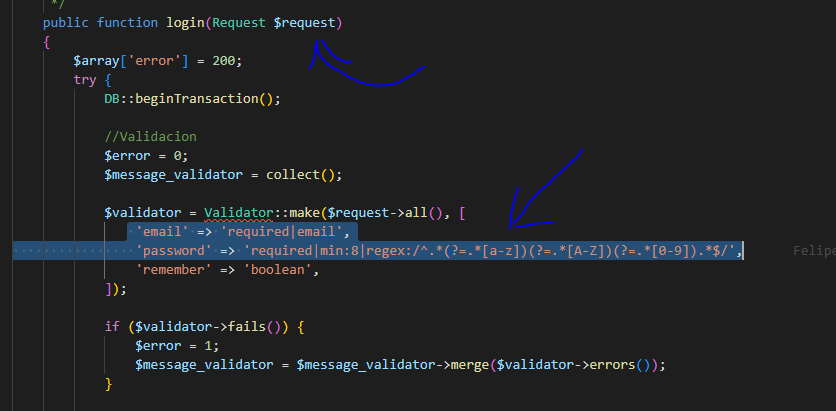 */
public function login(Request $request)
{
$array['error'] = 200;
try {
DB::beginTransaction();
//Validacion
$error = 0;
$message_validator = collect();
$validator = Validator::make($request->all(), [
'email' => 'required|email',
'password' => 'required|min:8|regex:/^.*(?=.*[a-z])(?=.*[A-Z])(?=.*[0-9]).*$/', Felipe
'remember' => 'boolean',
]);
if ($validator->fails()) {
$error = 1;
$message_validator = $message_validator->merge($validator->errors());
}